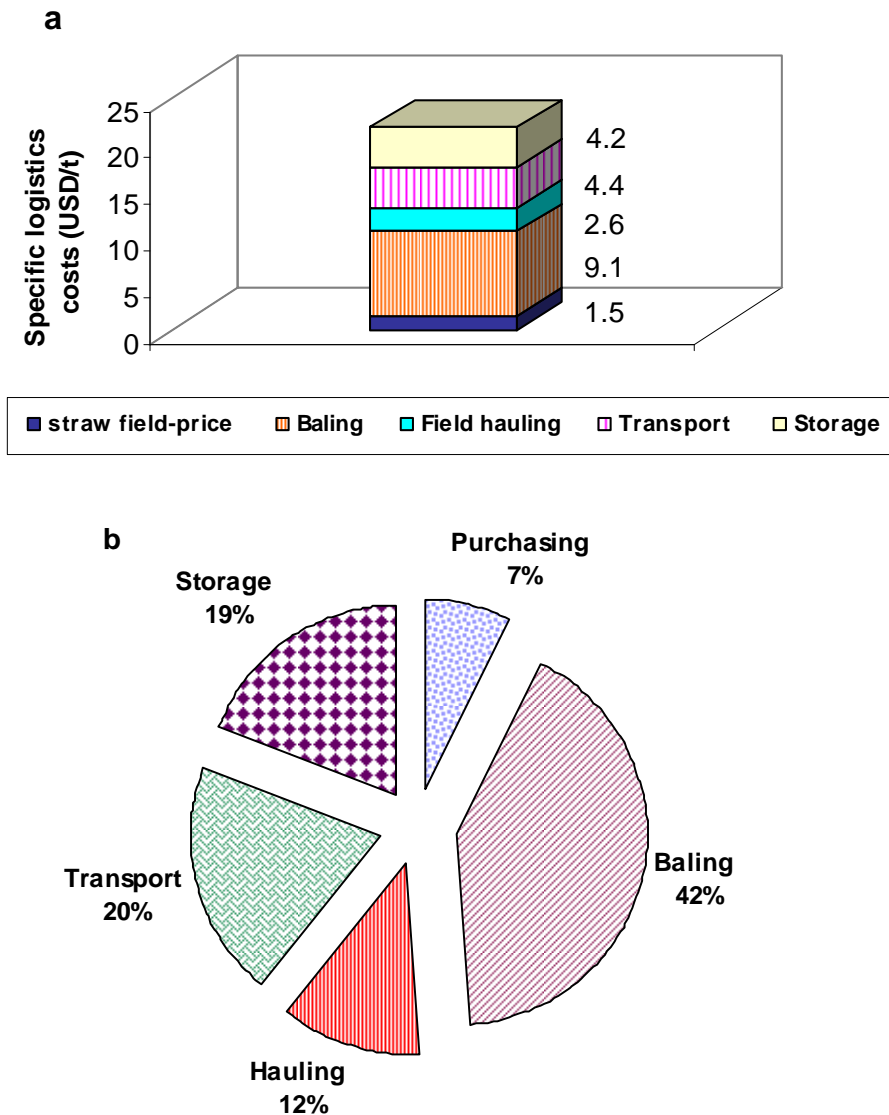 a
Specific logistics
costs (USD/t)
25
20
15
10
5
0
4.2
4.4
2.6
9.1
1.5
straw field-price Baling Field hauling Transport Storage
b
Purchasing
7%
Storage
19%
Baling
42%
Transport
20%
Hauling
12%